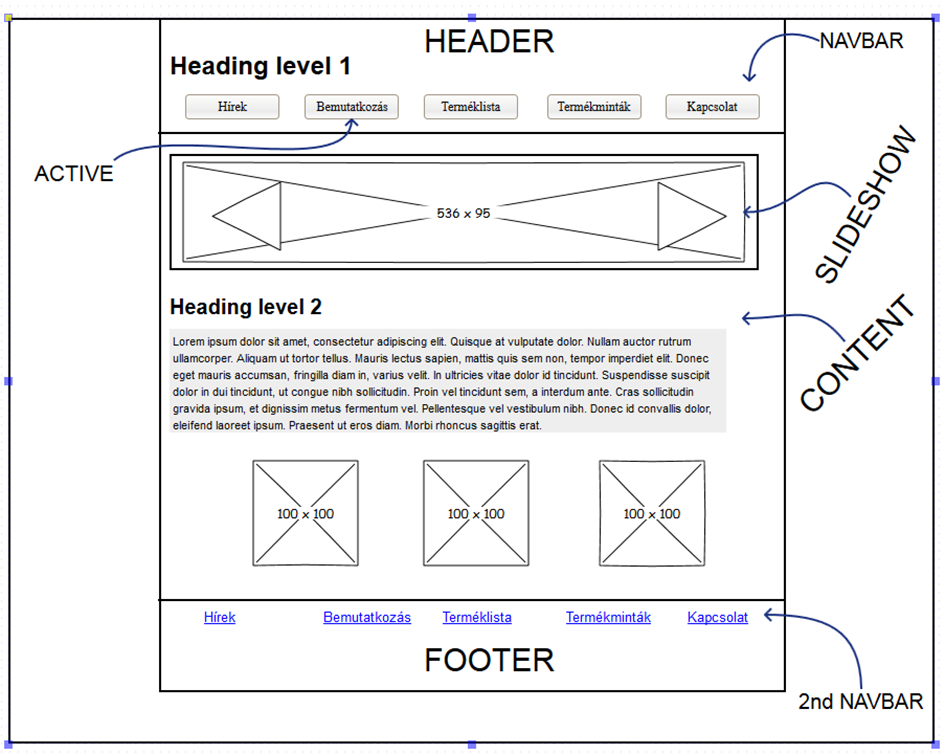 HEADER
NAVBAR
Heading level 1
Hírek
Bemutatkozás
Terméklista
Termékminták
Kapcsolat
ACTIVE
SLIDESHOW
536 x 95
Heading level 2
CONTENT
Lorem ipsum dolor sit amet, consectetur adipiscing elit. Quisque at vulputate dolor. Nullam auctor rutrum
ullamcorper. Aliquam ut tortor tellus. Mauris lectus sapien, mattis quis sem non, tempor imperdiet elit. Donec
eget mauris accumsan, fringilla diam in, varius velit. In ultricies vitae dolor id tincidunt. Suspendisse suscipit
dolor in dui tincidunt, ut congue nibh sollicitudin. Proin vel tincidunt sem, a interdum ante. Cras sollicitudin
gravida ipsum, et dignissim metus fermentum vel. Pellentesque vel vestibulum nibh. Donec id convallis dolor,
eleifend laoreet ipsum. Praesent ut eros diam. Morbi rhoncus sagittis erat.
100 x 100
100 x 100
100 x 100
Hírek
Bemutatkozás
Terméklista
Termékminták
Kapcsolat
FOOTER
2nd NAVBAR